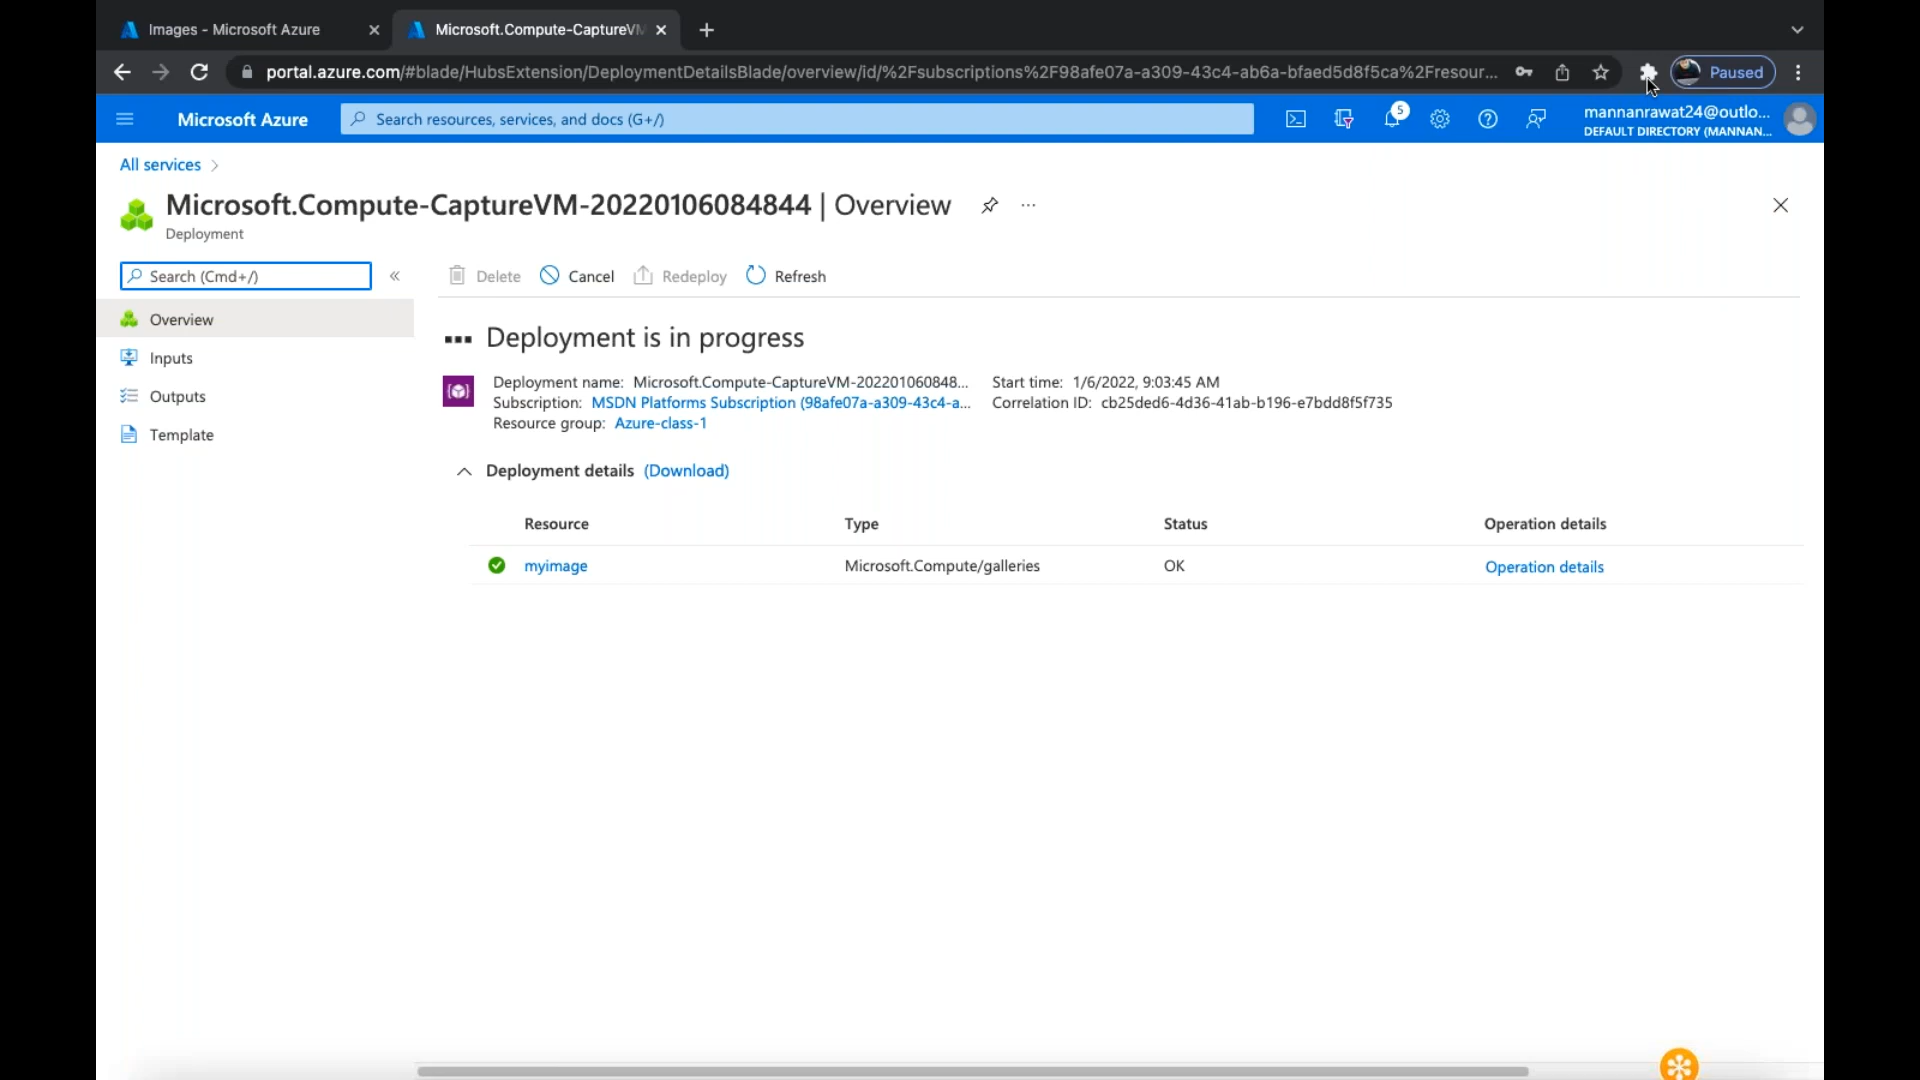 Images - Microsoft Azure
Microsoft.Compute-CaptureVM
portal.azure.com/#blade/HubsExtension/DeploymentDetailsBlade/overview/id/%2Fsubscriptions%2F98afe07a-a309-43c4-ab6a-bfaed5d8f5ca%2Fresour...
Paused
Microsoft Azure
Search resources, services, and docs (G+/)
5
mannanrawat24@outlo...
DEFAULT DIRECTORY (MANNAN...
All services
Microsoft.Compute-CaptureVM-20220106084844 | Overview
...
Deployment
Search (Cmd+/)
«
Delete
Cancel
Redeploy
Refresh
Overview
Inputs
Outputs
Template
Deployment is in progress
Deployment name: Microsoft.Compute-CaptureVM-202201060848...
Subscription: MSDN Platforms Subscription (98afe07a-a309-43c4-a...
Resource group: Azure-class-1
Start time: 1/6/2022, 9:03:45 AM
Correlation ID: cb25ded6-4d36-41ab-b196-e7bdd8f5f735
Deployment details (Download)
Resource Type Status Operation details
myimage Microsoft.Compute/galleries OK Operation details